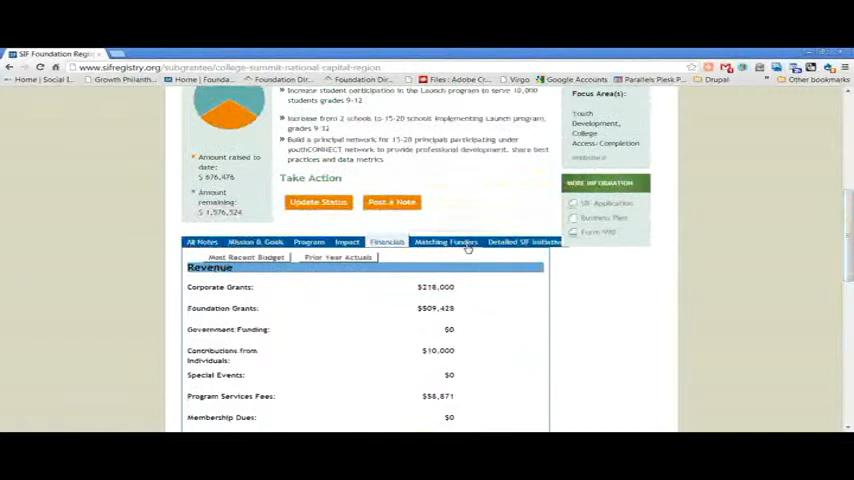 SIF Foundation Regi
www.sifregistry.org/subgrantee/college-summit-national-capital-region
Home | Social I Growth Philanth Home | Founda Foundation Dir Foundation Dir Files: Adobe Cr Virgo Google Accounts Parallels Plesk P Drupal » Other bookmarks
Increase student participation in the Launch program to serve 10,000
students grades 9-12
Increase from 2 schools to 15-20 schools implementing Launch program,
grades 9-12
Build a principal network for 15-20 principals participating under
youthCONNECT network to provide professional development, share best
practices and data metrics
Amount raised to
date:
$ 676,476
Amount
remaining:
$ 1,576,524
Take Action
Update Status Post a Note
Focus Area(s):
Youth
Development,
College
Access/Completion
MORE INFORMATION
SIF Application
Business Plan
Form 990
All Notes Mission & Goals Program Impact Financials Matching Funders Detailed SIF Initiative
Most Recent Budget Prior Year Actuals
Revenue
Corporate Grants: $218,000
Foundation Grants: $509,428
Government Funding: $0
Contributions from
Individuals: $10,000
Special Events: $0
Program Services Fees: $58,871
Membership Dues: $0